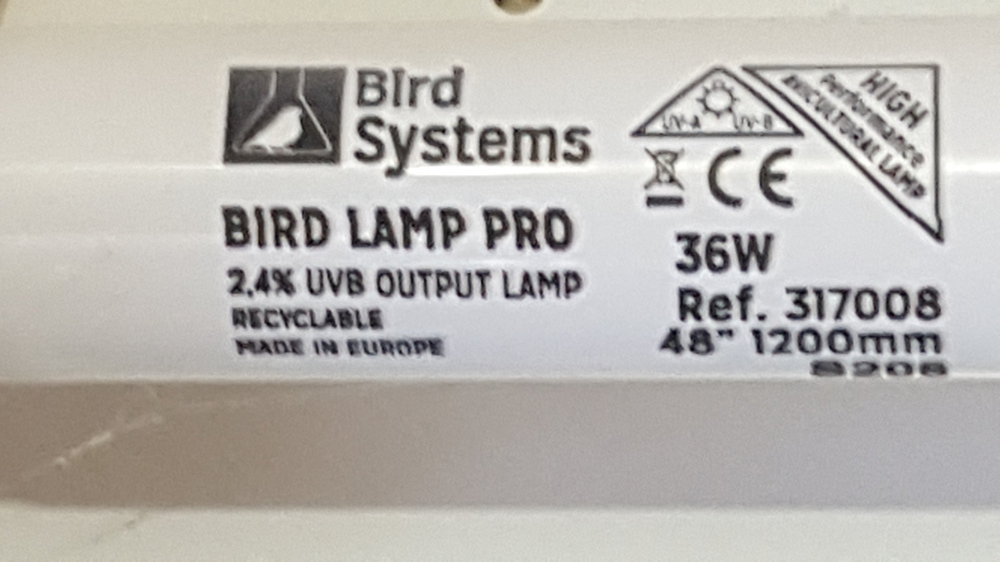 Bird
Systems
BIRD LAMP PRO
2.4% UVB OUTPUT LAMP
RECYCLABLE
MADE IN EUROPE
UV-A UV-B
HIGH
Performance
AVICULTURAL LAMP
CE
36W
Ref. 317008
48" 1200mm